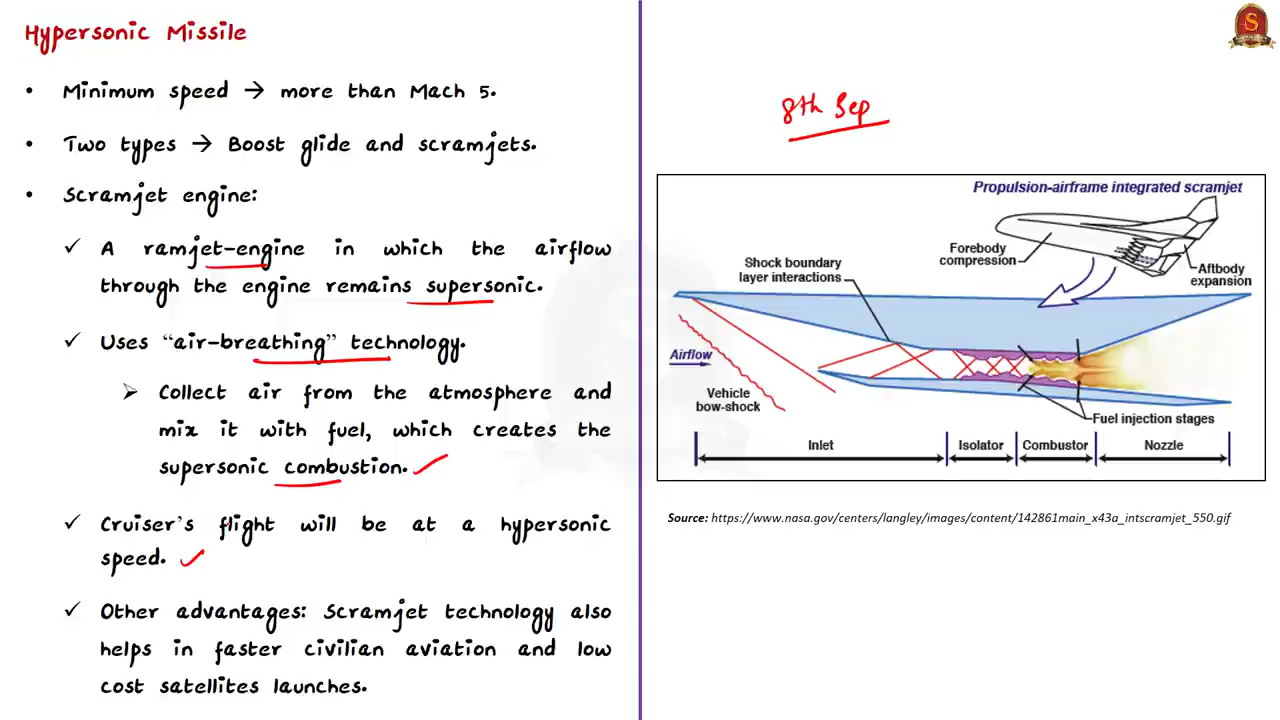 Hypersonic Missile
• Minimum speed → more than Mach 5.
• Two types → Boost glide and scramjets.
• Scramjet engine:
✓ A ramjet-engine in which the airflow
through the engine remains supersonic.
✓ Uses “air-breathing” technology.
➢ Collect air from the atmosphere and
mix it with fuel, which creates the
supersonic combustion.
✓ Cruiser’s flight will be at a hypersonic
speed.
✓ Other advantages: Scramjet technology also
helps in faster civilian aviation and low
cost satellites launches.
S
8th Sep
Propulsion-airframe integrated scramjet
Forebody
compression
Aftbody
expansion
Shock boundary
layer interactions
Airflow
Vehicle
bow-shock
Fuel injection stages
Inlet
Isolator
Combustor
Nozzle
Source: https://www.nasa.gov/centers/langley/images/content/142861main_x43a_intscramjet_550.gif